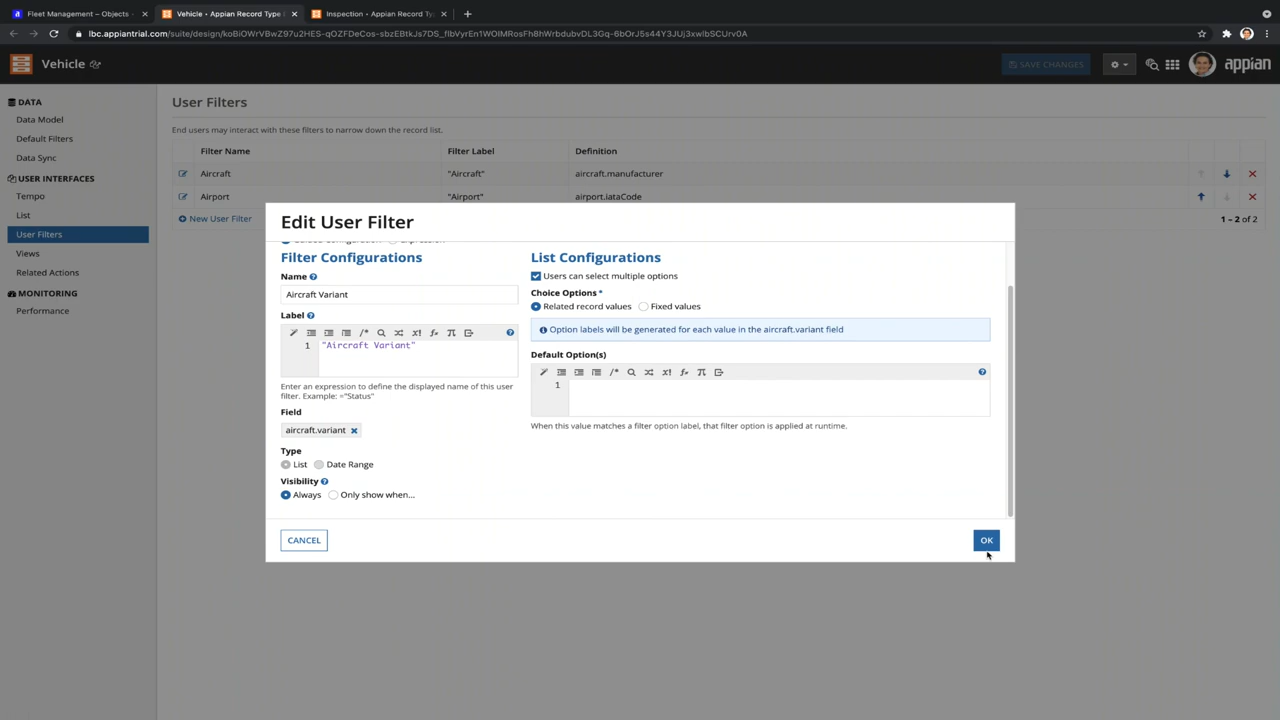 Fleet Management – Objects -
Vehicle • Appian Record Type
Inspection • Appian Record Typ
User Filters
Vehicle
SAVE CHANGES
appian
DATA
Data Model
Default Filters
Data Sync
USER INTERFACES
Tempo
List
User Filters
Views
Related Actions
MONITORING
Performance
End users may interact with these filters to narrow down the record list.
Filter Name
Filter Label
Definition
Aircraft
"Aircraft"
aircraft.manufacturer
Airport
"Airport"
airport.iataCode
New User Filter
1 – 2 of 2
Edit User Filter
Filter Configurations
Name
Aircraft Variant
Label
1 "Aircraft Variant"
Enter an expression to define the displayed name of this user
filter. Example: ="Status"
Field
aircraft.variant
Type
List
Date Range
Visibility
Always
Only show when...
List Configurations
Users can select multiple options
Choice Options *
Related record values
Fixed values
Option labels will be generated for each value in the aircraft.variant field
Default Option(s)
1
When this value matches a filter option label, that filter option is applied at runtime.
CANCEL
OK